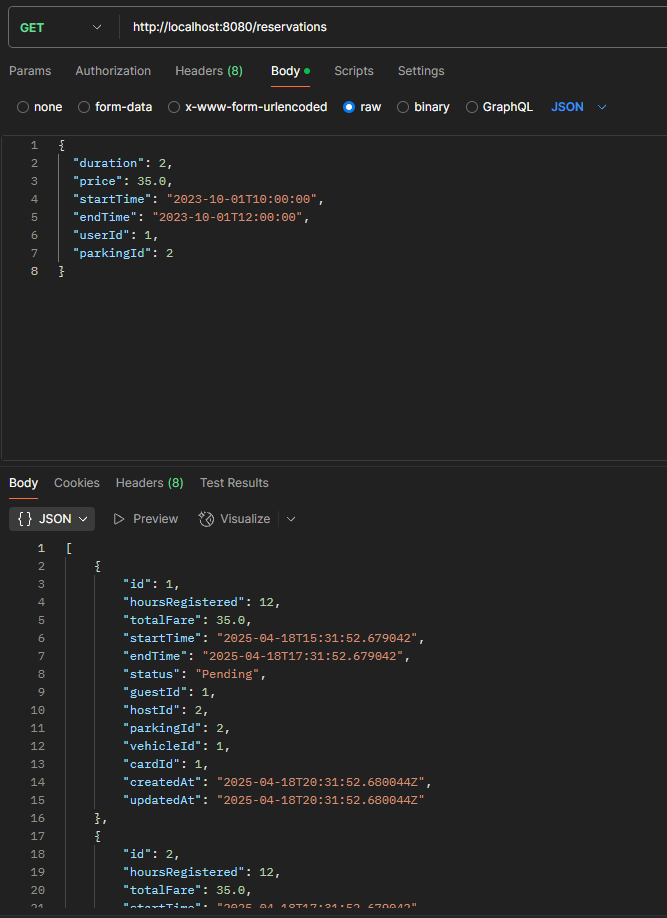 GET http://localhost:8080/reservations
Params Authorization Headers (8) Body Scripts Settings
none form-data x-www-form-urlencoded raw binary GraphQL JSON
1 {
2 "duration": 2,
3 "price": 35.0,
4 "startTime": "2023-10-01T10:00:00",
5 "endTime": "2023-10-01T12:00:00",
6 "userId": 1,
7 "parkingId": 2
8 }
Body Cookies Headers (8) Test Results
{} JSON Preview Visualize
1 [
2 {
3 "id": 1,
4 "hoursRegistered": 12,
5 "totalFare": 35.0,
6 "startTime": "2025-04-18T15:31:52.679042",
7 "endTime": "2025-04-18T17:31:52.679042",
8 "status": "Pending",
9 "guestId": 1,
10 "hostId": 2,
11 "parkingId": 2,
12 "vehicleId": 1,
13 "cardId": 1,
14 "createdAt": "2025-04-18T20:31:52.680044Z",
15 "updatedAt": "2025-04-18T20:31:52.680044Z"
16 },
17 {
18 "id": 2,
19 "hoursRegistered": 12,
20 "totalFare": 35.0,
21 "startTime":